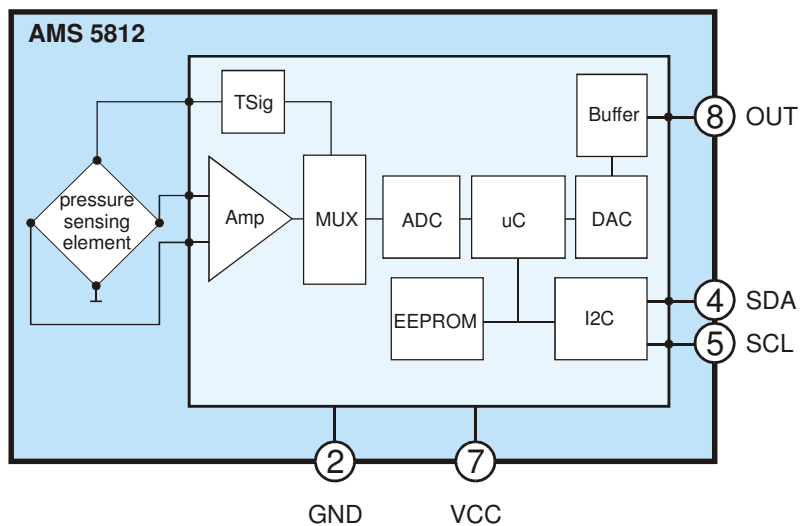 AMS 5812
TSig
Buffer
8 OUT
pressure
sensing
element
Amp
MUX
ADC
uC
DAC
EEPROM
I2C
4 SDA
5 SCL
2
7
GND
VCC